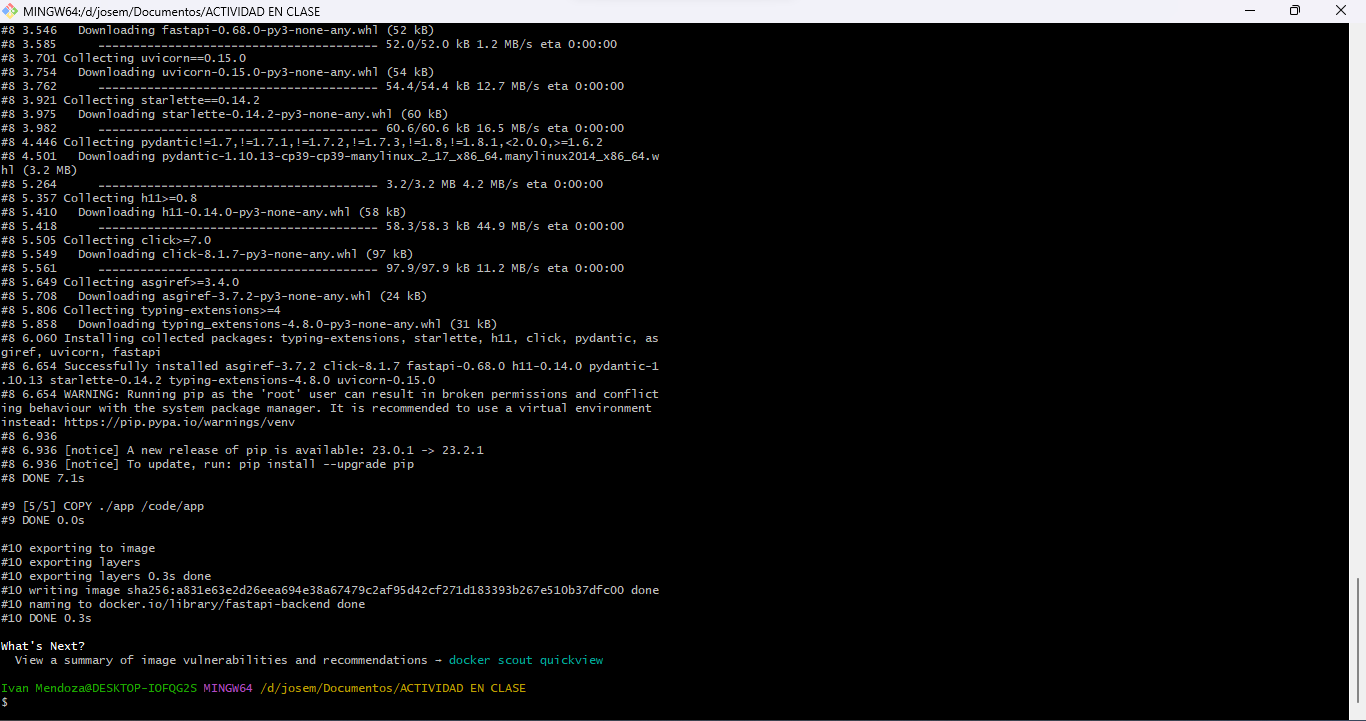 MINGW64:/d/josem/Documentos/ACTIVIDAD EN CLASE
#8 3.546   Downloading fastapi-0.68.0-py3-none-any.whl (52 kB)
#8 3.585      ---------------------------------------- 52.0/52.0 kB 1.2 MB/s eta 0:00:00
#8 3.701 Collecting uvicorn==0.15.0
#8 3.754   Downloading uvicorn-0.15.0-py3-none-any.whl (54 kB)
#8 3.762      ---------------------------------------- 54.4/54.4 kB 12.7 MB/s eta 0:00:00
#8 3.921 Collecting starlette==0.14.2
#8 3.975   Downloading starlette-0.14.2-py3-none-any.whl (60 kB)
#8 3.982      ---------------------------------------- 60.6/60.6 kB 16.5 MB/s eta 0:00:00
#8 4.446 Collecting pydantic!=1.7,!=1.7.1,!=1.7.2,!=1.7.3,!=1.8,!=1.8.1,<2.0.0,>=1.6.2
#8 4.501   Downloading pydantic-1.10.13-cp39-cp39-manylinux_2_17_x86_64.manylinux2014_x86_64.w
hl (3.2 MB)
#8 5.264      ---------------------------------------- 3.2/3.2 MB 4.2 MB/s eta 0:00:00
#8 5.357 Collecting h11>=0.8
#8 5.410   Downloading h11-0.14.0-py3-none-any.whl (58 kB)
#8 5.418      ---------------------------------------- 58.3/58.3 kB 44.9 MB/s eta 0:00:00
#8 5.505 Collecting click>=7.0
#8 5.549   Downloading click-8.1.7-py3-none-any.whl (97 kB)
#8 5.561      ---------------------------------------- 97.9/97.9 kB 11.2 MB/s eta 0:00:00
#8 5.649 Collecting asgiref>=3.4.0
#8 5.708   Downloading asgiref-3.7.2-py3-none-any.whl (24 kB)
#8 5.806 Collecting typing-extensions>=4
#8 5.858   Downloading typing_extensions-4.8.0-py3-none-any.whl (31 kB)
#8 6.060 Installing collected packages: typing-extensions, starlette, h11, click, pydantic, as
giref, uvicorn, fastapi
#8 6.654 Successfully installed asgiref-3.7.2 click-8.1.7 fastapi-0.68.0 h11-0.14.0 pydantic-1
.10.13 starlette-0.14.2 typing-extensions-4.8.0 uvicorn-0.15.0
#8 6.654 WARNING: Running pip as the 'root' user can result in broken permissions and conflict
ing behaviour with the system package manager. It is recommended to use a virtual environment
instead: https://pip.pypa.io/warnings/venv
#8 6.936
#8 6.936 [notice] A new release of pip is available: 23.0.1 -> 23.2.1
#8 6.936 [notice] To update, run: pip install --upgrade pip
#8 DONE 7.1s
#9 [5/5] COPY ./app /code/app
#9 DONE 0.0s
#10 exporting to image
#10 exporting layers
#10 exporting layers 0.3s done
#10 writing image sha256:a831e63e2d26eea694e38a67479c2af95d42cf271d183393b267e510b37dfc00 done
#10 naming to docker.io/library/fastapi-backend done
#10 DONE 0.3s
What's Next?
  View a summary of image vulnerabilities and recommendations → docker scout quickview
Ivan Mendoza@DESKTOP-IOFQG2S MINGW64 /d/josem/Documentos/ACTIVIDAD EN CLASE
$